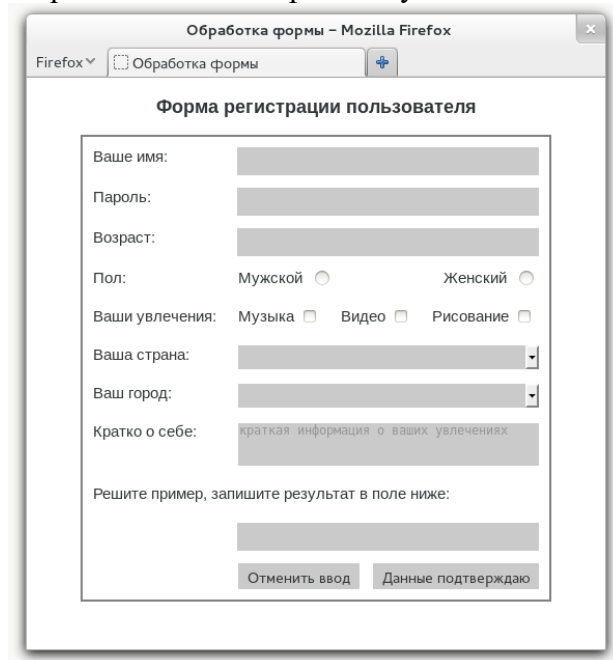 Обработка формы – Mozilla Firefox
Firefox
Обработка формы
Форма регистрации пользователя
Ваше имя:
Пароль:
Возраст:
Пол: Мужской Женский
Ваши увлечения: Музыка Видео Рисование
Ваша страна:
Ваш город:
Кратко о себе: краткая информация о ваших увлечениях
Решите пример, запишите результат в поле ниже:
Отменить ввод Данные подтверждаю